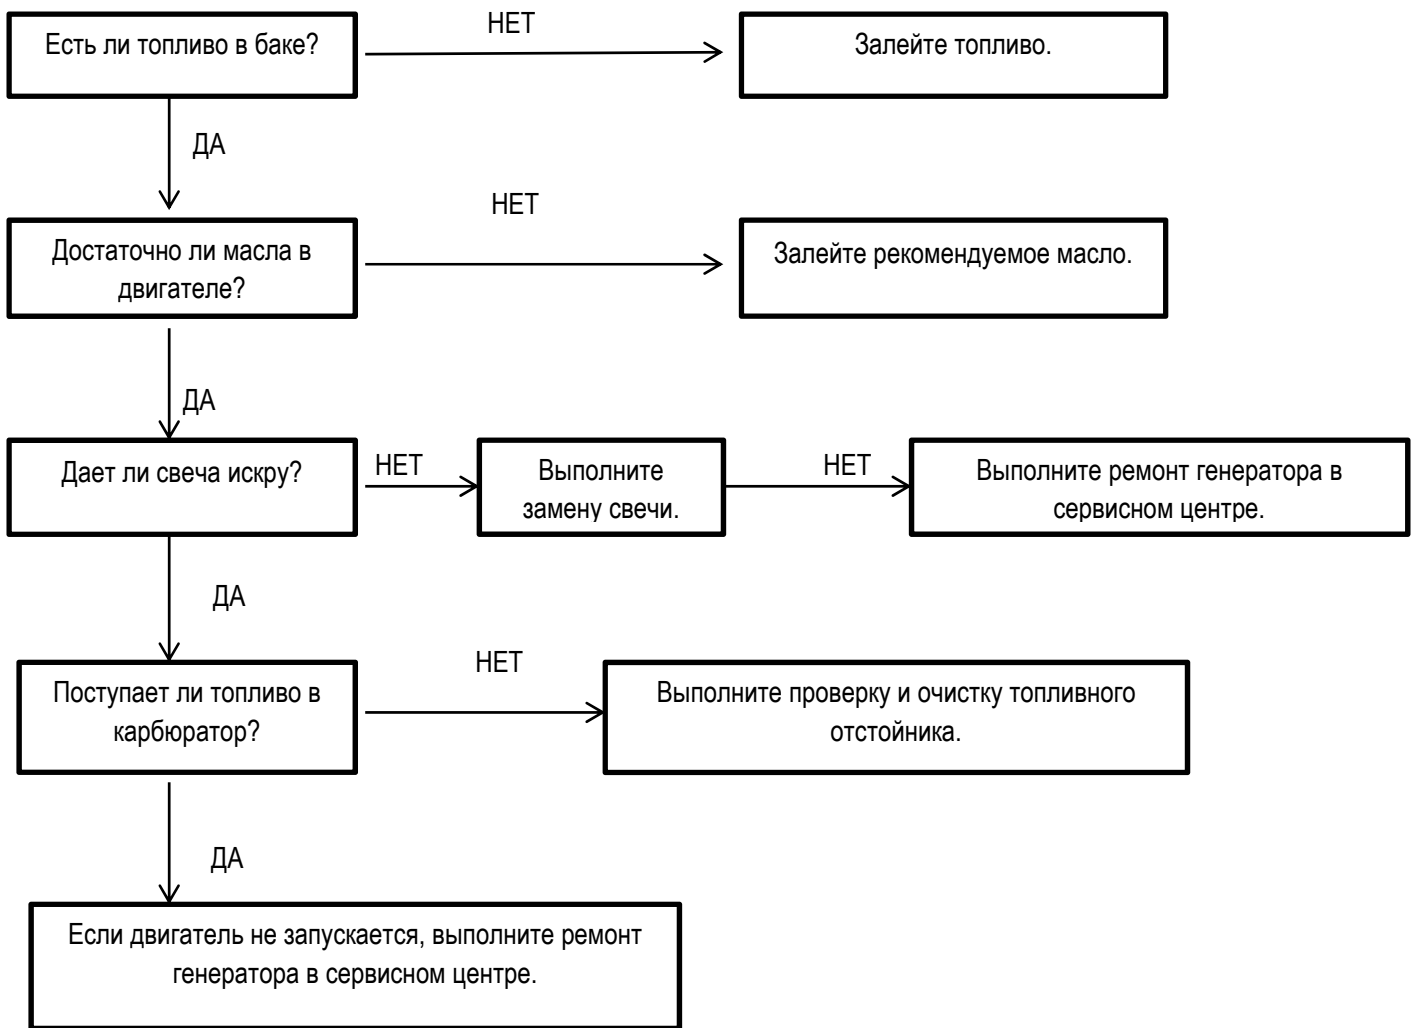 Есть ли топливо в баке?
НЕТ
Залейте топливо.
ДА
НЕТ
Достаточно ли масла в
двигателе?
Залейте рекомендуемое масло.
ДА
Дает ли свеча искру?
НЕТ
Выполните
замену свечи.
НЕТ
Выполните ремонт генератора в
сервисном центре.
ДА
НЕТ
Поступает ли топливо в
карбюратор?
Выполните проверку и очистку топливного
отстойника.
ДА
Если двигатель не запускается, выполните ремонт
генератора в сервисном центре.